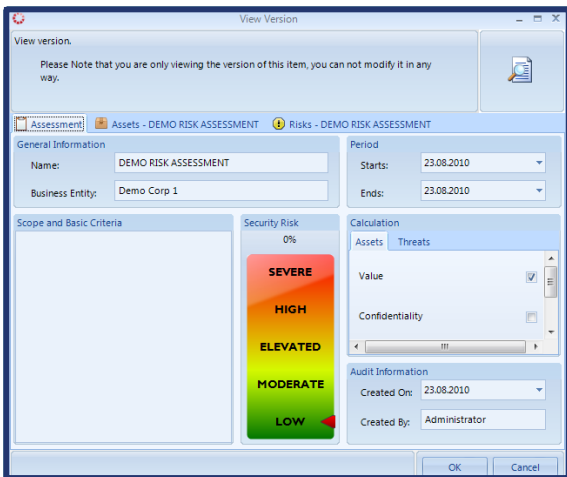 View Version
View version.
Please Note that you are only viewing the version of this item, you can not modify it in any
way.
Assessment
Assets - DEMO RISK ASSESSMENT
Risks - DEMO RISK ASSESSMENT
General Information
Name:
DEMO RISK ASSESSMENT
Business Entity:
Demo Corp 1
Period
Starts:
23.08.2010
Ends:
23.08.2010
Scope and Basic Criteria
Security Risk
0%
SEVERE
HIGH
ELEVATED
MODERATE
LOW
Calculation
Assets
Threats
Value
Confidentiality
Audit Information
Created On:
23.08.2010
Created By:
Administrator
OK
Cancel